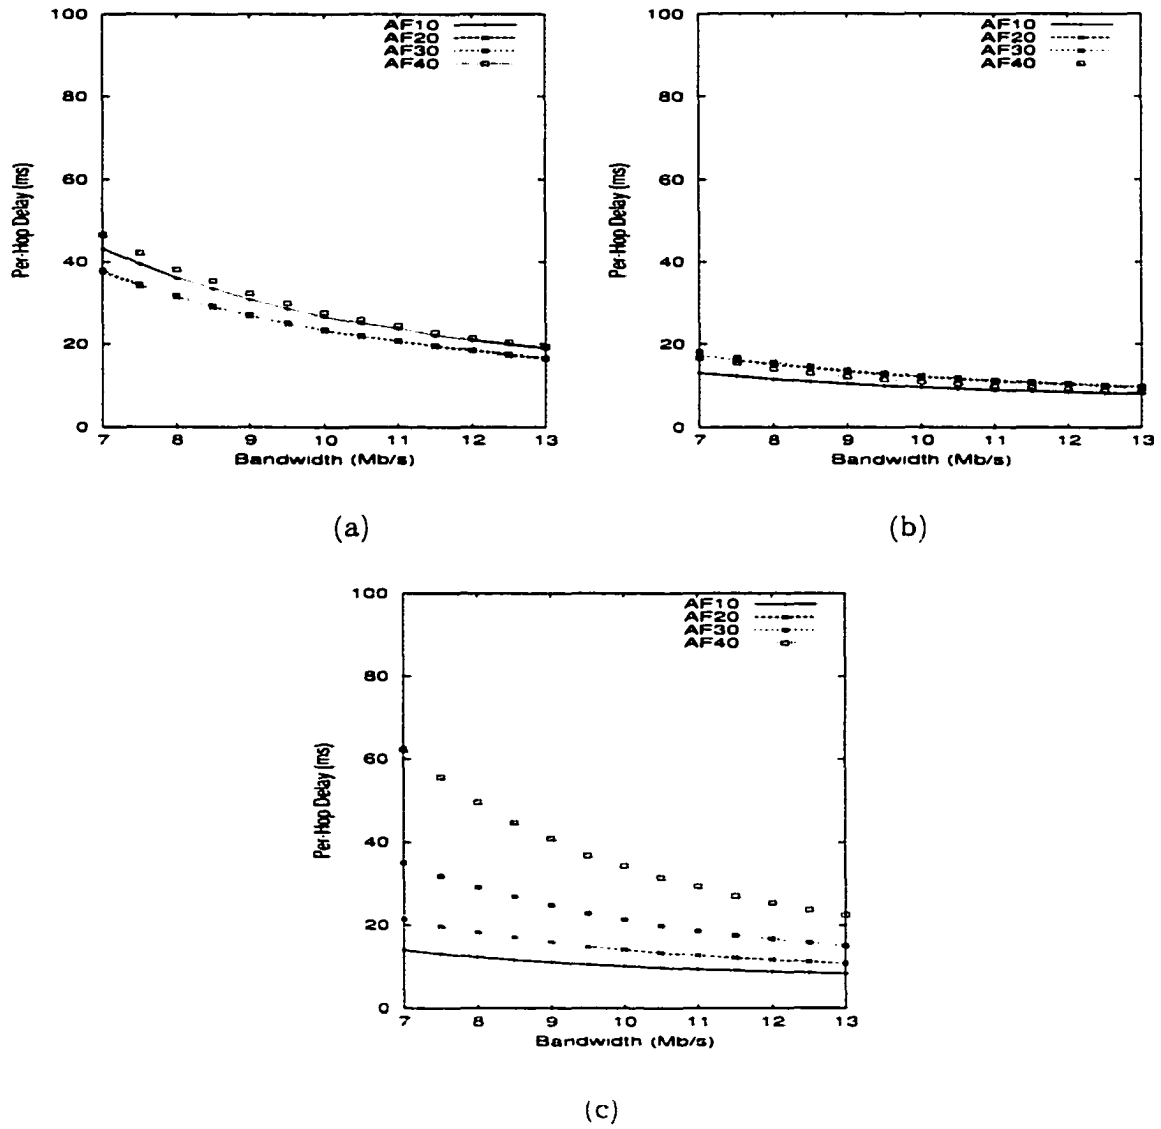 100
80
60
40
20
0
Per-Hop Delay (ms)
AF10
AF20
AF30
AF40
7 8 9 10 11 12 13
Bandwidth (Mb/s)
(a)
100
80
60
40
20
0
Per-Hop Delay (ms)
AF10
AF20
AF30
AF40
7 8 9 10 11 12 13
Bandwidth (Mb/s)
(b)
100
80
60
40
20
0
Per-Hop Delay (ms)
AF10
AF20
AF30
AF40
7 8 9 10 11 12 13
Bandwidth (Mb/s)
(c)